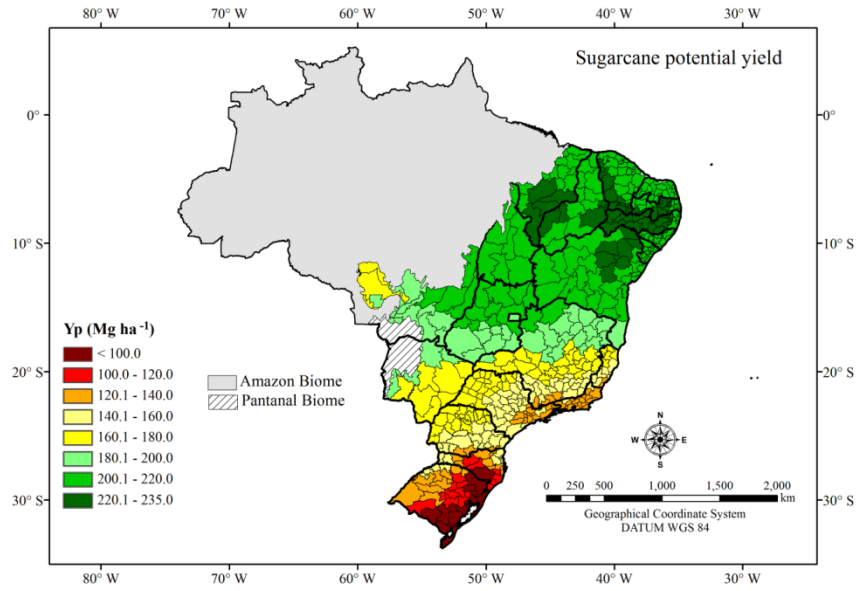 Sugarcane potential yield
0°
0°
10° S
10° S
20° S
20° S
30° S
30° S
Yp (Mg ha ⁻¹)
< 100.0
100.0 - 120.0
120.1 - 140.0
140.1 - 160.0
160.1 - 180.0
180.1 - 200.0
200.1 - 220.0
220.1 - 235.0
Amazon Biome
Pantanal Biome
N
W E
S
0 125 250 500 1,000 1,500 2,000
km
Geographical Coordinate System
DATUM WGS 84
80° W 70° W 60° W 50° W 40° W 30° W
80° W 70° W 60° W 50° W 40° W 30° W